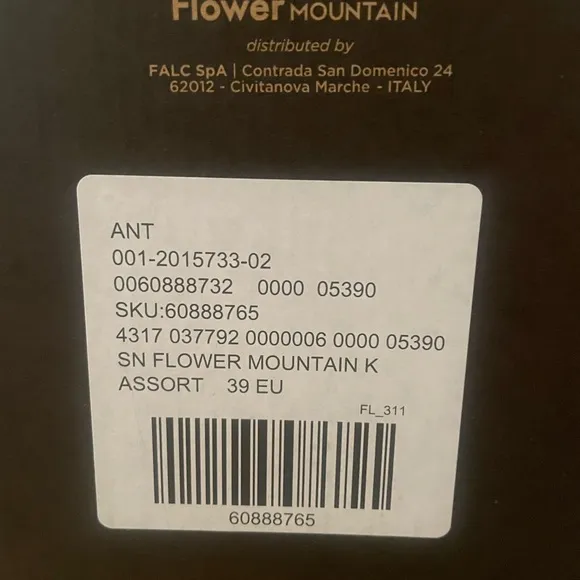 Flower MOUNTAIN
distributed by
FALC SpA | Contrada San Domenico 24
62012 - Civitanova Marche - ITALY
ANT
001-2015733-02
0060888732 0000 05390
SKU:60888765
4317 037792 0000006 0000 05390
SN FLOWER MOUNTAIN K
ASSORT 39 EU
FL_311
60888765